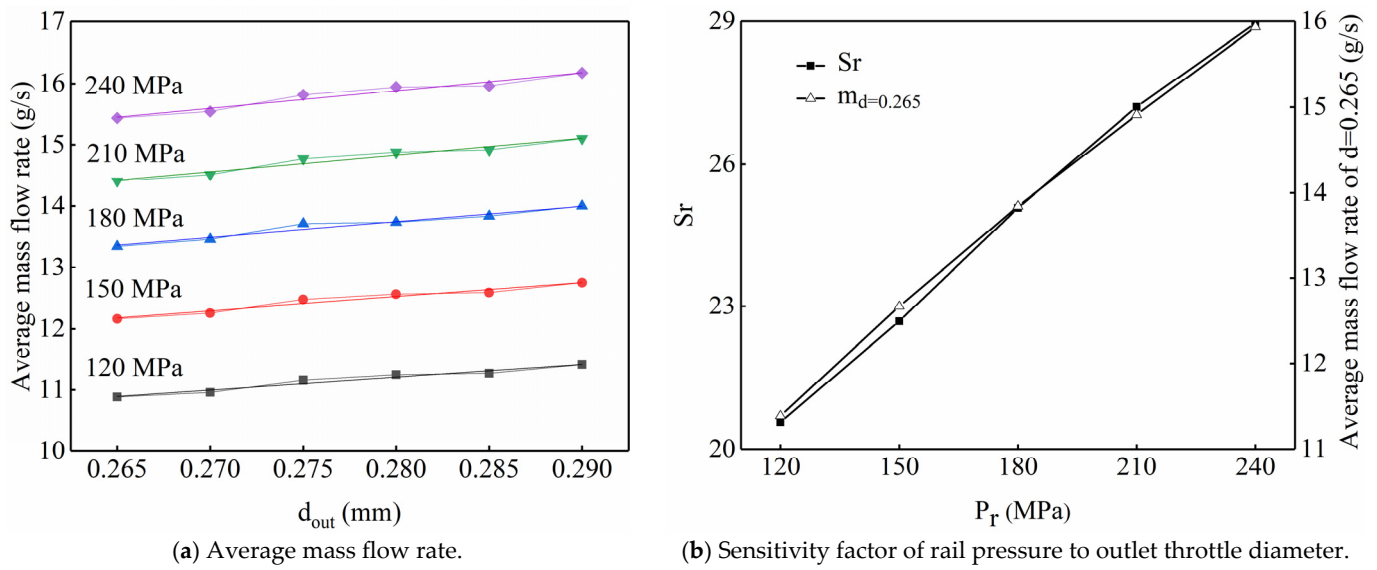 Average mass flow rate (g/s)
17
16
15
14
13
12
11
10
240 MPa
210 MPa
180 MPa
150 MPa
120 MPa
0.265 0.270 0.275 0.280 0.285 0.290
d_out (mm)
(a) Average mass flow rate.
Sr
29
26
23
20
Sr
m_d=0.265
120 150 180 210 240
P_r (MPa)
16
15
14
13
12
11
Average mass flow rate of d=0.265 (g/s)
(b) Sensitivity factor of rail pressure to outlet throttle diameter.